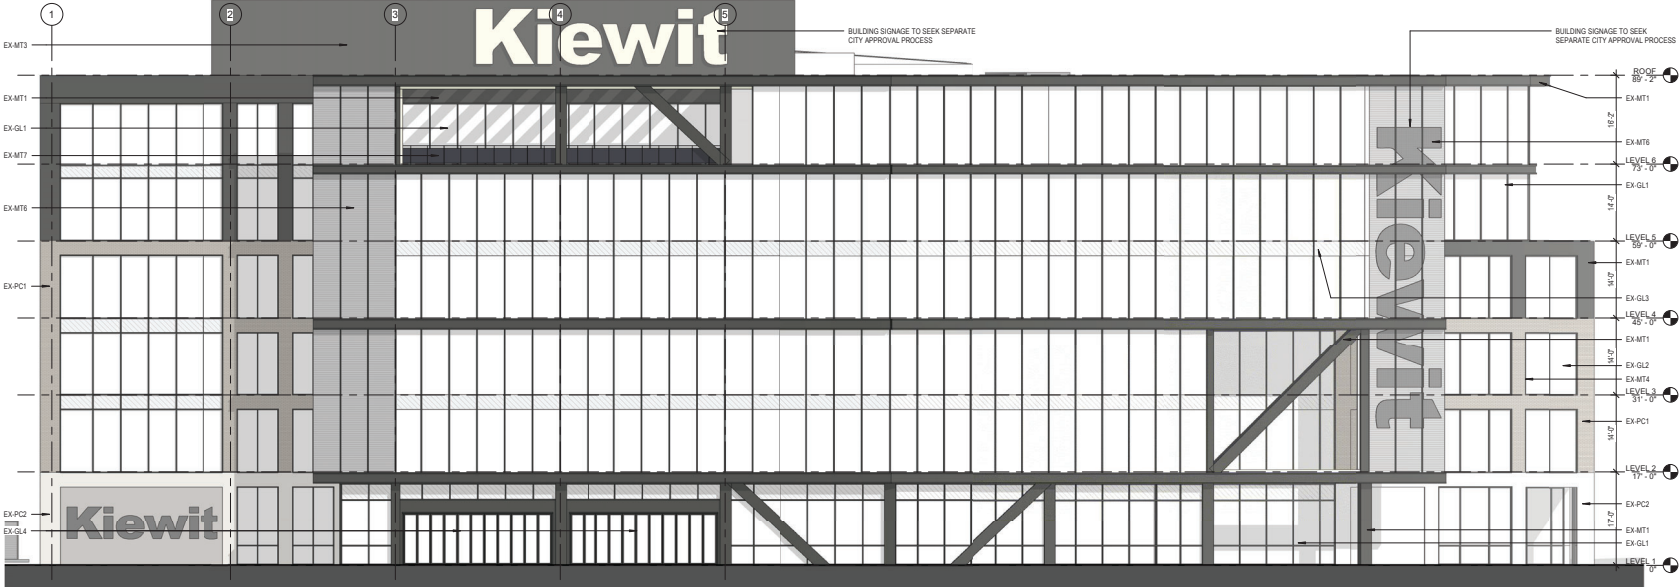 1
2
3
4
5
Kiewit
BUILDING SIGNAGE TO SEEK SEPARATE
CITY APPROVAL PROCESS
BUILDING SIGNAGE TO SEEK
SEPARATE CITY APPROVAL PROCESS
EX-MT3
EX-MT1
EX-GL1
EX-MT7
EX-MT6
EX-PC1
EX-PC2
EX-GL4
Kiewit
Kiewit
ROOF
89' - 2"
EX-MT1
16'-2"
EX-MT6
LEVEL 6
73' - 0"
EX-GL1
14'-0"
LEVEL 5
59' - 0"
EX-MT1
14'-0"
EX-GL3
LEVEL 4
45' - 0"
EX-MT1
14'-0"
EX-GL2
EX-MT4
LEVEL 3
31' - 0"
EX-PC1
14'-0"
LEVEL 2
17' - 0"
EX-PC2
17'-0"
EX-MT1
EX-GL1
LEVEL 1
0"